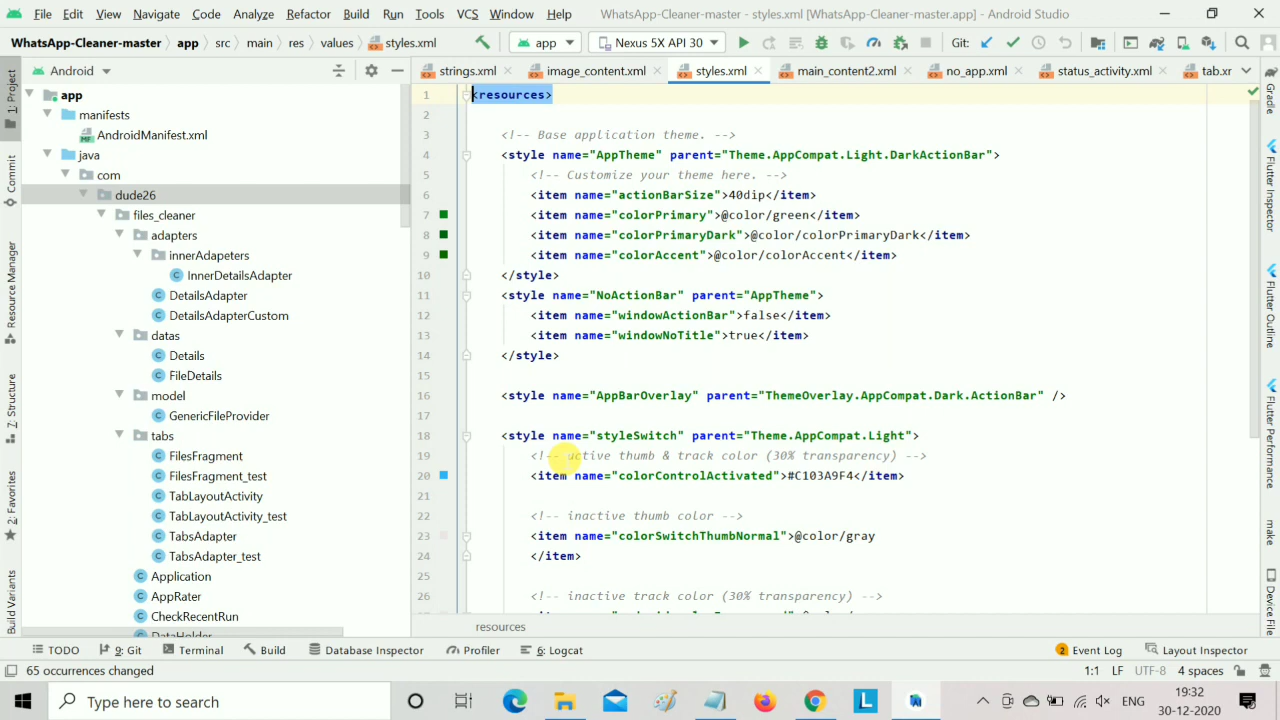 File Edit View Navigate Code Analyze Refactor Build Run Tools VCS Window Help WhatsApp-Cleaner-master - styles.xml [WhatsApp-Cleaner-master.app] - Android Studio
WhatsApp-Cleaner-master app src main res values styles.xml app Nexus 5X API 30 Git:
1: Project
Commit
Resource Manager
Z: Structure
2: Favorites
Build Variants
Android
app
manifests
AndroidManifest.xml
java
com
dude26
files_cleaner
adapters
innerAdapeters
InnerDetailsAdapter
DetailsAdapter
DetailsAdapterCustom
datas
Details
FileDetails
model
GenericFileProvider
tabs
FilesFragment
FilesFragment_test
TabLayoutActivity
TabLayoutActivity_test
TabsAdapter
TabsAdapter_test
Application
AppRater
CheckRecentRun
DataHolder
strings.xml image_content.xml styles.xml main_content2.xml no_app.xml status_activity.xml tab.xr
1 <resources>
2
3 <!-- Base application theme. -->
4 <style name="AppTheme" parent="Theme.AppCompat.Light.DarkActionBar">
5 <!-- Customize your theme here. -->
6 <item name="actionBarSize">40dip</item>
7 <item name="colorPrimary">@color/green</item>
8 <item name="colorPrimaryDark">@color/colorPrimaryDark</item>
9 <item name="colorAccent">@color/colorAccent</item>
10 </style>
11 <style name="NoActionBar" parent="AppTheme">
12 <item name="windowActionBar">false</item>
13 <item name="windowNoTitle">true</item>
14 </style>
15
16 <style name="AppBarOverlay" parent="ThemeOverlay.AppCompat.Dark.ActionBar" />
17
18 <style name="styleSwitch" parent="Theme.AppCompat.Light">
19 <!-- active thumb & track color (30% transparency) -->
20 <item name="colorControlActivated">#C103A9F4</item>
21
22 <!-- inactive thumb color -->
23 <item name="colorSwitchThumbNormal">@color/gray
24 </item>
25
26 <!-- inactive track color (30% transparency) -->
resources
Gradle
Flutter Inspector
Flutter Outline
Flutter Performance
make
Device File
TODO 9: Git Terminal Build Database Inspector Profiler 6: Logcat 2 Event Log Layout Inspector
65 occurrences changed 1:1 LF UTF-8 4 spaces
Type here to search ENG 19:32
30-12-2020